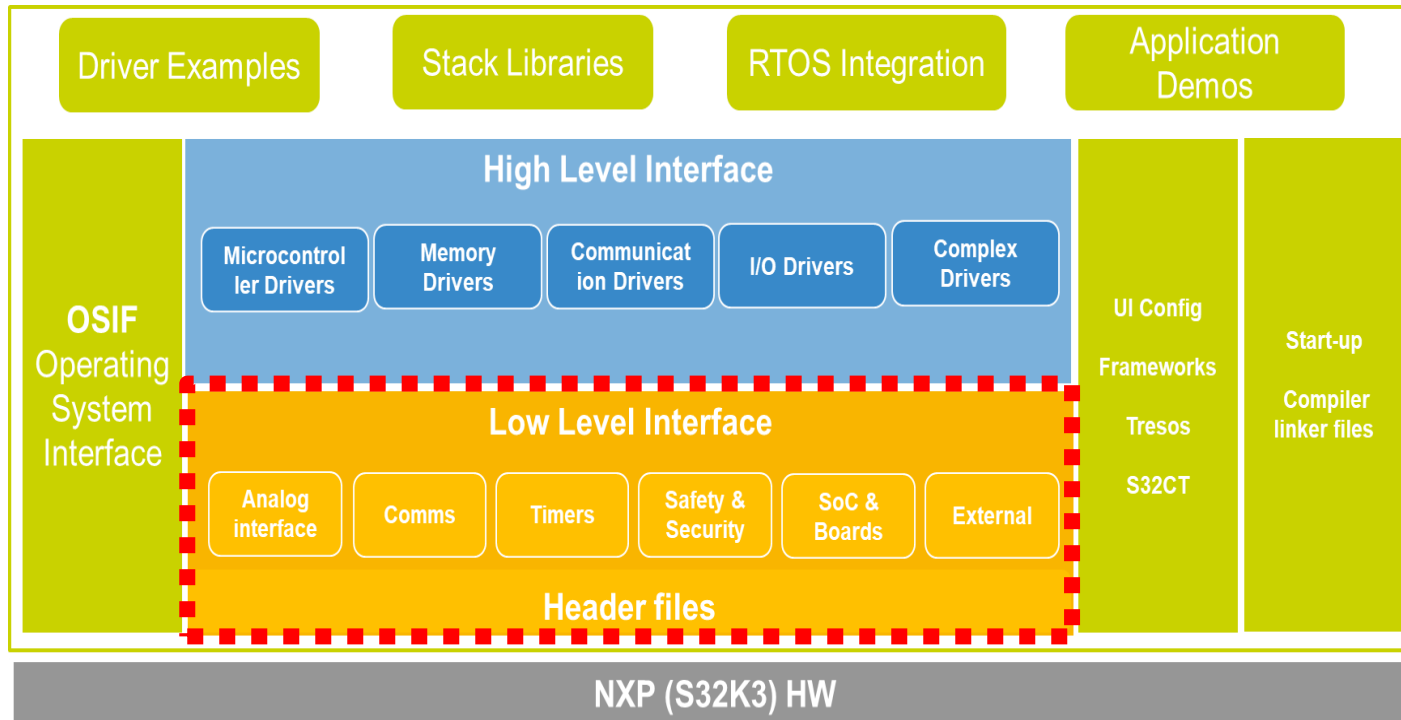 Driver Examples
Stack Libraries
RTOS Integration
Application
Demos
OSIF
Operating
System
Interface
High Level Interface
Microcontrol
ler Drivers
Memory
Drivers
Communicat
ion Drivers
I/O Drivers
Complex
Drivers
Low Level Interface
Analog
interface
Comms
Timers
Safety &
Security
SoC &
Boards
External
Header files
UI Config
Frameworks
Tresos
S32CT
Start-up
Compiler
linker files
NXP (S32K3) HW